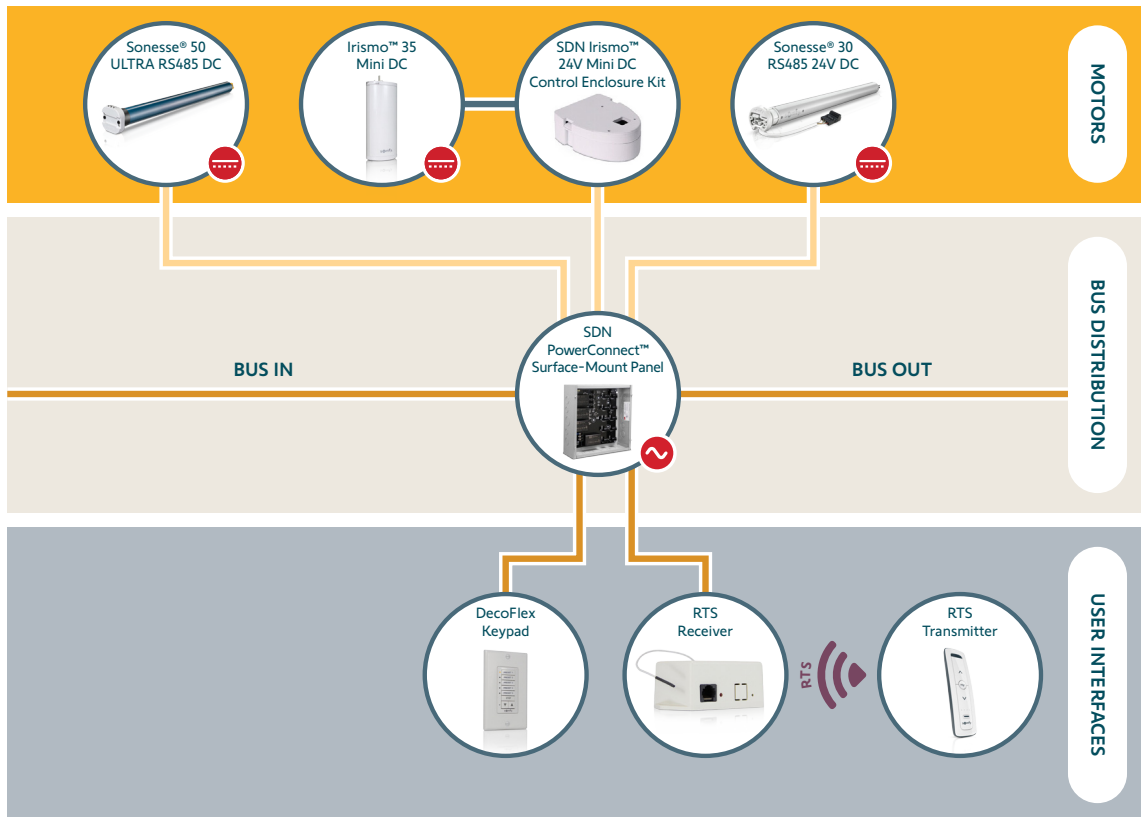 Sonesse® 50
ULTRA RS485 DC
Irismo™ 35
Mini DC
SDN Irismo™
24V Mini DC
Control Enclosure Kit
Sonesse® 30
RS485 24V DC
MOTORS
BUS IN
SDN
PowerConnect™
Surface-Mount Panel
BUS OUT
BUS DISTRIBUTION
DecoFlex
Keypad
RTS
Receiver
RTS
RTS
Transmitter
USER INTERFACES